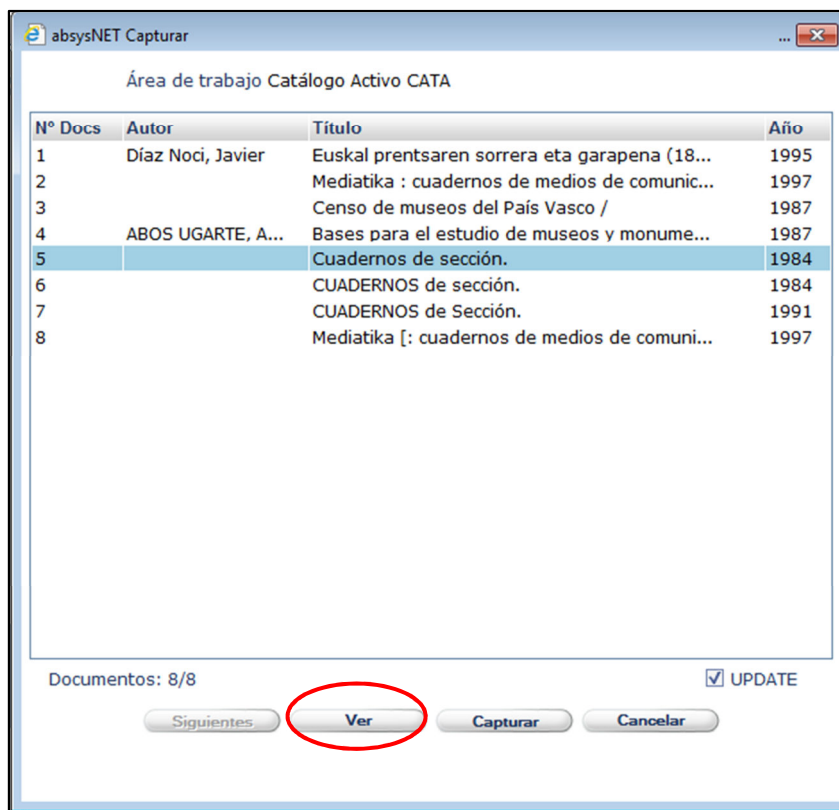 absysNET Capturar ...
Área de trabajo Catálogo Activo CATA
Nº Docs Autor Título Año
1 Díaz Noci, Javier Euskal prentsaren sorrera eta garapena (18... 1995
2 Mediatika : cuadernos de medios de comunic... 1997
3 Censo de museos del País Vasco / 1987
4 ABOS UGARTE, A... Bases para el estudio de museos y monume... 1987
5 Cuadernos de sección. 1984
6 CUADERNOS de sección. 1984
7 CUADERNOS de Sección. 1991
8 Mediatika [: cuadernos de medios de comuni... 1997
Documentos: 8/8 UPDATE
Siguientes Ver Capturar Cancelar